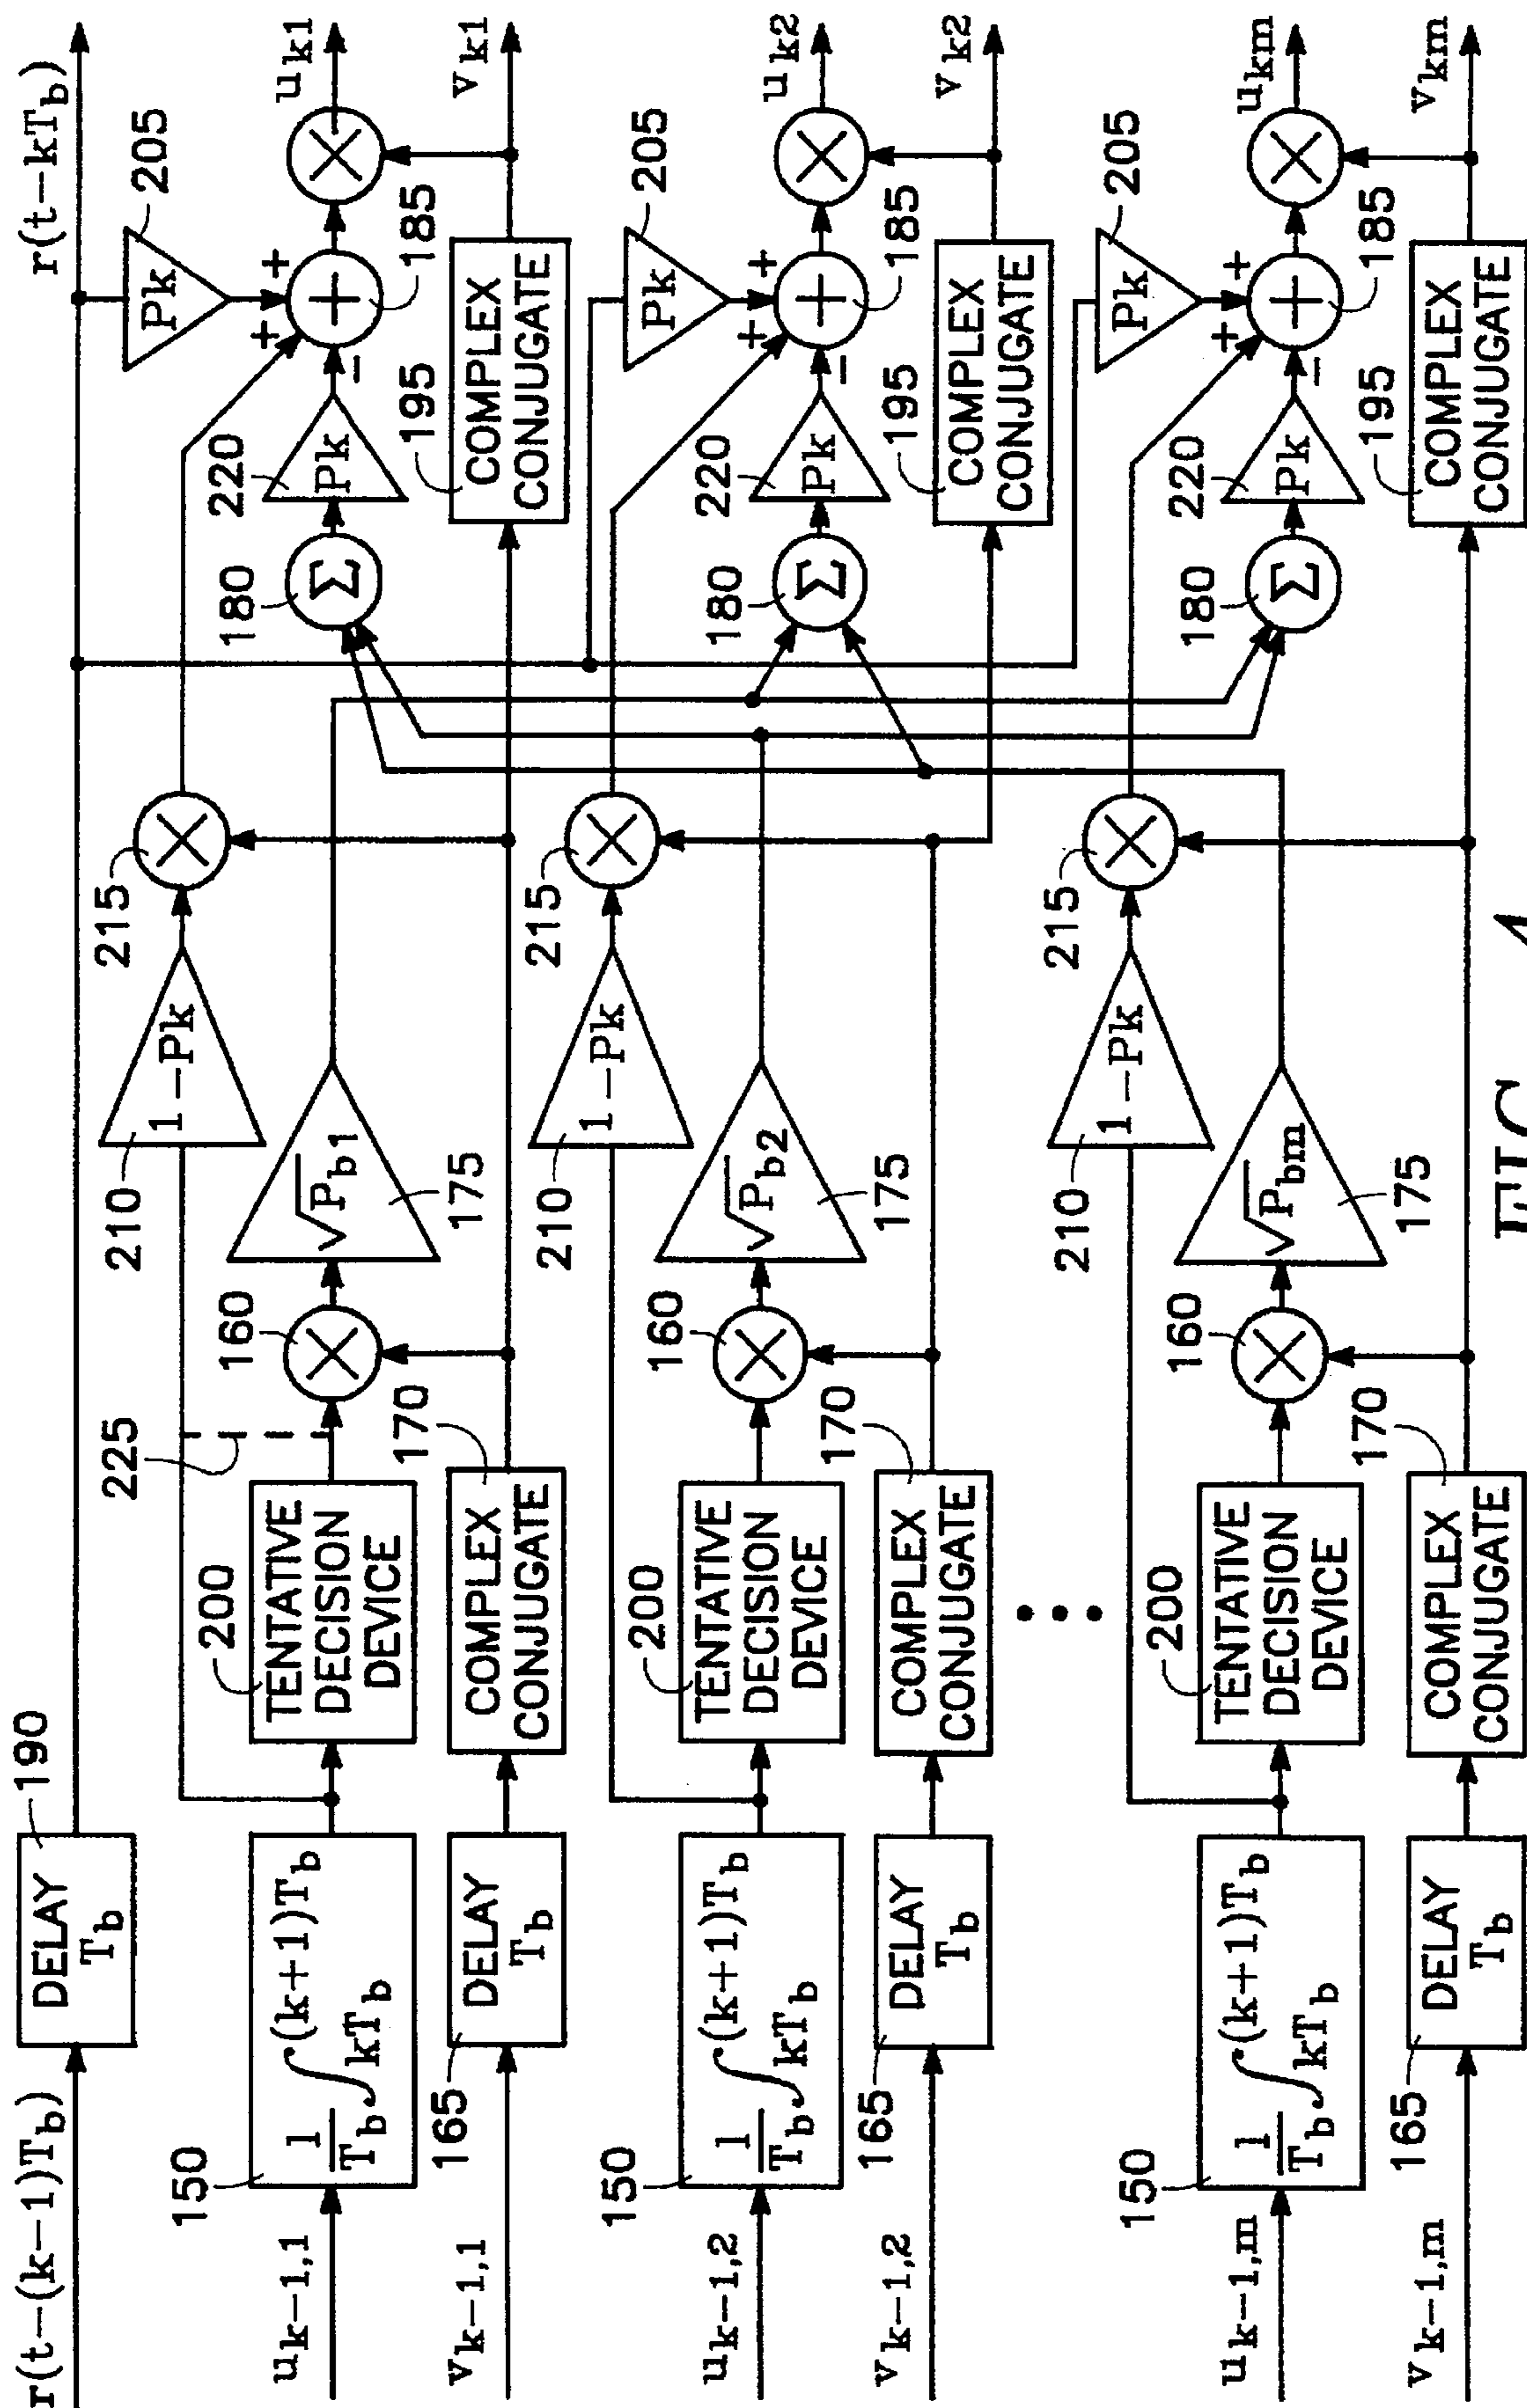 r(t−(k−1)T_b)
DELAY
T_b
190
r(t−kT_b)
u_{k−1,1}
150
\frac{1}{T_b}∫_{kT_b}^{(k+1)T_b}
200
TENTATIVE
DECISION
DEVICE
225
160
√P_{b1}
175
210
1−Pk
215
180
Σ
220
Pk
−
+
+
+
185
Pk
205
u_{k1}
v_{k−1,1}
165
DELAY
T_b
COMPLEX
CONJUGATE
170
195
COMPLEX
CONJUGATE
v_{k1}
u_{k−1,2}
150
\frac{1}{T_b}∫_{kT_b}^{(k+1)T_b}
200
TENTATIVE
DECISION
DEVICE
160
√P_{b2}
175
210
1−Pk
215
180
Σ
220
Pk
−
+
+
+
185
Pk
205
u_{k2}
v_{k−1,2}
165
DELAY
T_b
COMPLEX
CONJUGATE
170
195
COMPLEX
CONJUGATE
v_{k2}
u_{k−1,m}
150
\frac{1}{T_b}∫_{kT_b}^{(k+1)T_b}
200
TENTATIVE
DECISION
DEVICE
160
√P_{bm}
175
210
1−Pk
215
180
Σ
220
Pk
−
+
+
+
185
Pk
205
u_{km}
v_{k−1,m}
165
DELAY
T_b
COMPLEX
CONJUGATE
170
195
COMPLEX
CONJUGATE
v_{km}
FIG. 4